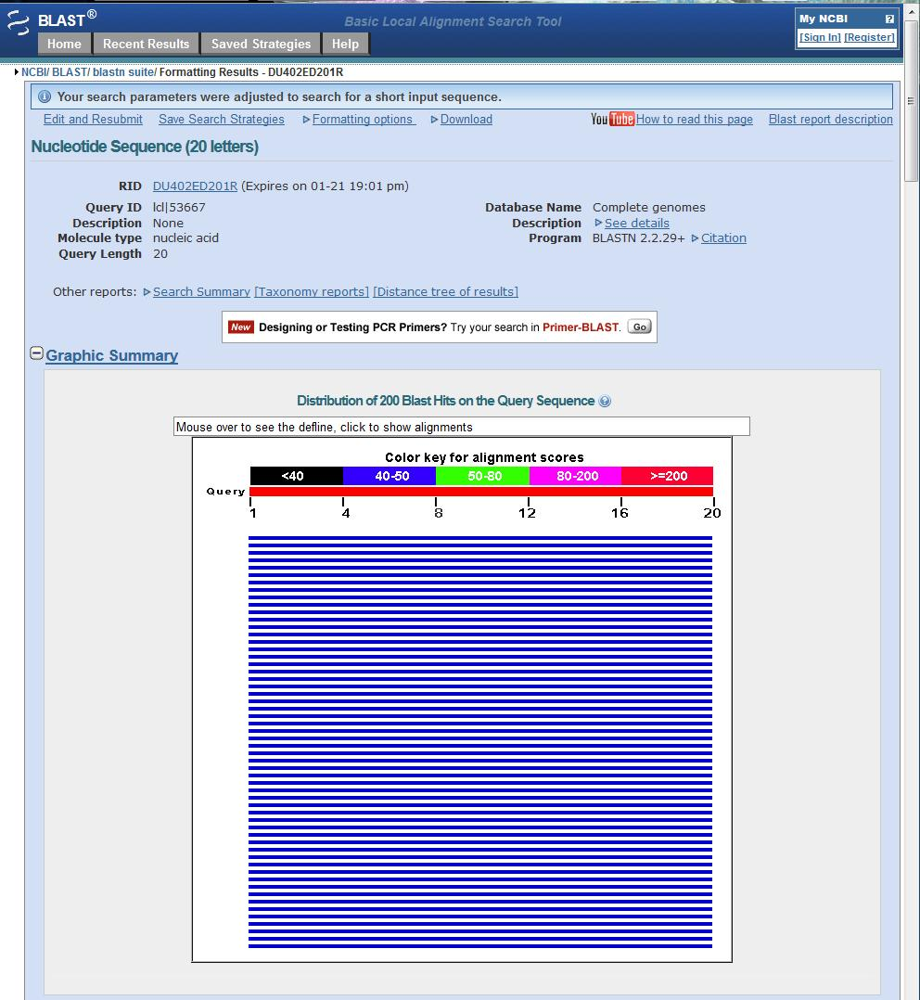 BLAST®
Basic Local Alignment Search Tool
My NCBI ?
[Sign In] [Register]
Home Recent Results Saved Strategies Help
NCBI/ BLAST/ blastn suite/ Formatting Results - DU402ED201R
Your search parameters were adjusted to search for a short input sequence.
Edit and Resubmit Save Search Strategies Formatting options Download YouTube How to read this page Blast report description
Nucleotide Sequence (20 letters)
RID DU402ED201R (Expires on 01-21 19:01 pm)
Query ID lcl|53667
Description None
Molecule type nucleic acid
Query Length 20
Database Name Complete genomes
Description See details
Program BLASTN 2.2.29+ Citation
Other reports: Search Summary [Taxonomy reports] [Distance tree of results]
New Designing or Testing PCR Primers? Try your search in Primer-BLAST. Go
Graphic Summary
Distribution of 200 Blast Hits on the Query Sequence ?
Mouse over to see the defline, click to show alignments
Color key for alignment scores
<40 40-50 50-80 80-200 >=200
Query
1 4 8 12 16 20